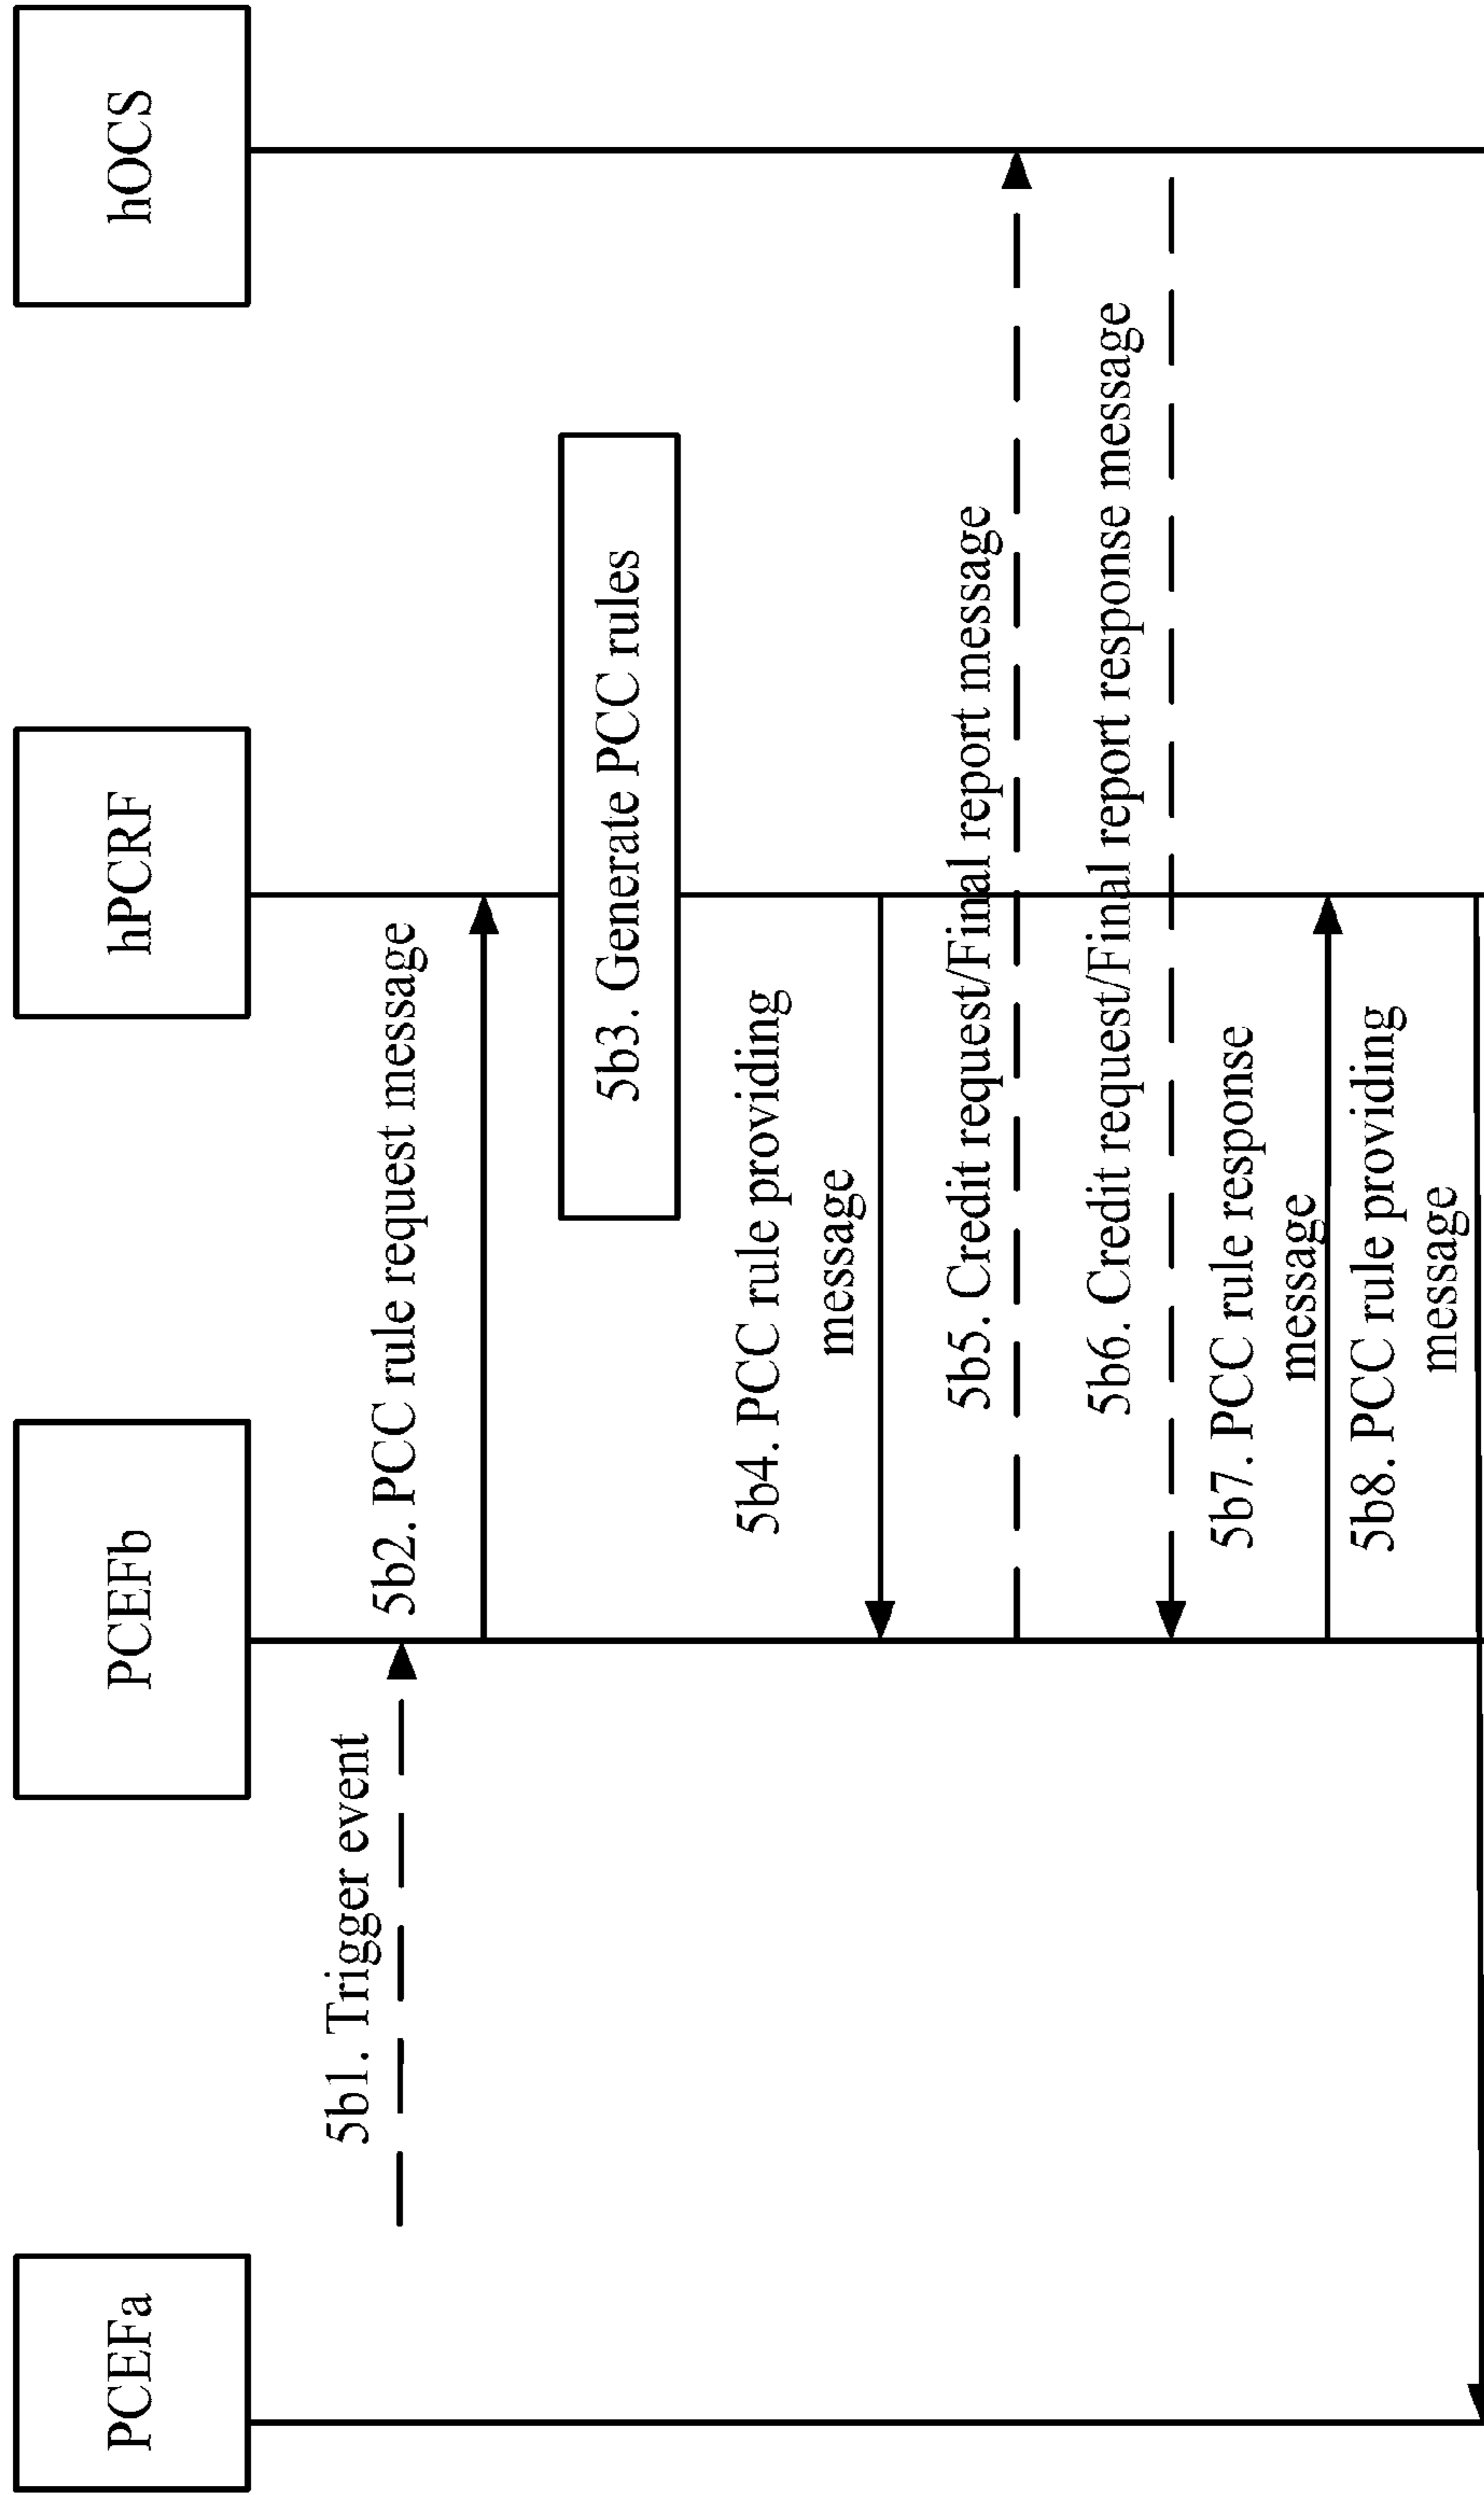 PCEFa
PCEFb
hPCRF
hOCS
5b1. Trigger event
5b2. PCC rule request message
5b3. Generate PCC rules
5b4. PCC rule providing
message
5b5. Credit request/Final report message
5b6. Credit request/Final report response message
5b7. PCC rule response
message
5b8. PCC rule providing
message